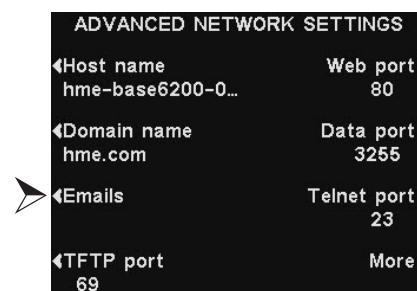 ADVANCED NETWORK SETTINGS
Host name Web port
hme-base6200-0... 80
Domain name Data port
hme.com 3255
Emails Telnet port
23
TFTP port More
69